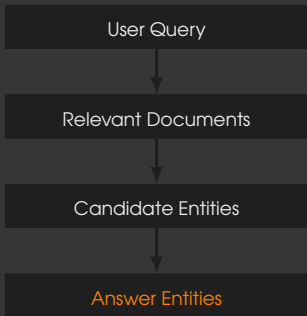 User Query
Relevant Documents
Candidate Entities
Answer Entities